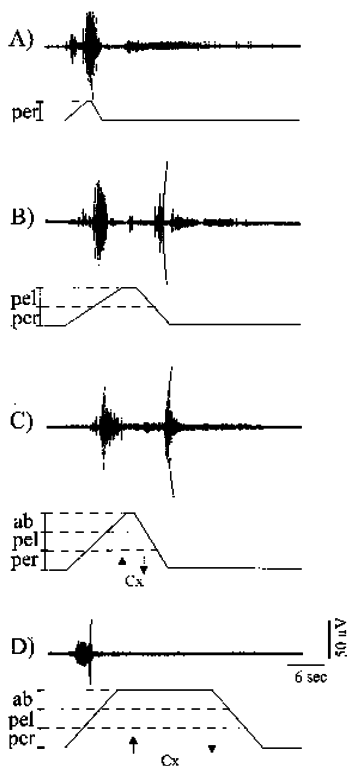 A)
per
B)
pel
per
C)
ab
pel
per
Cx
D)
50 µV
6 sec
ab
pel
per
Cx